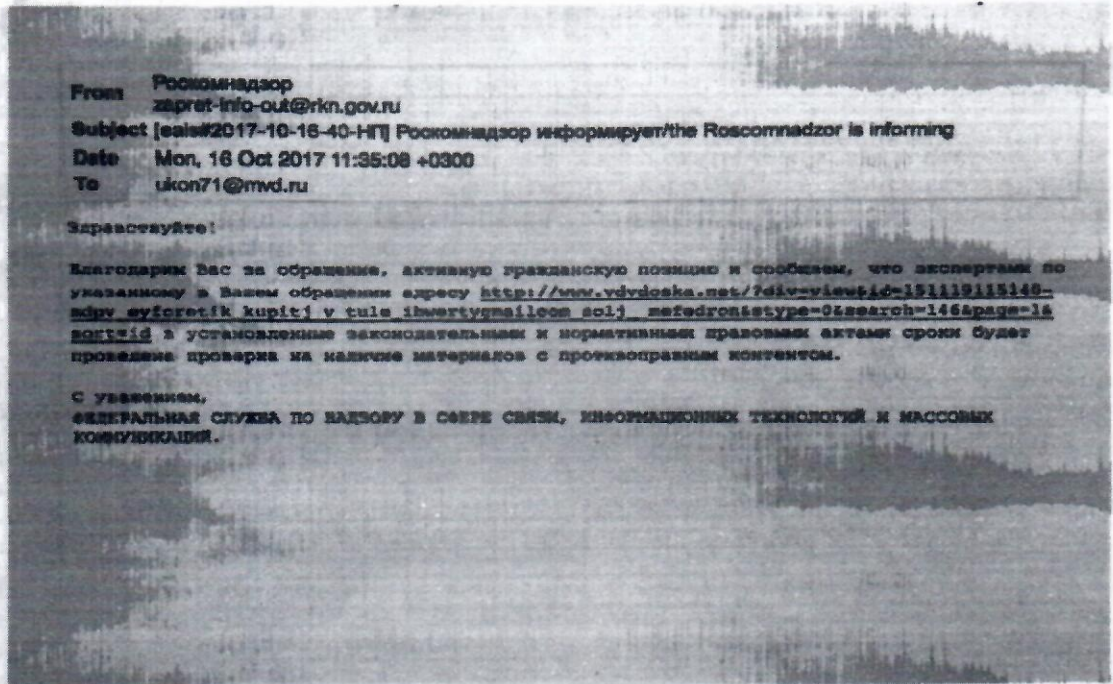 From Роскомнадзор
zapret-info-out@rkn.gov.ru
Subject [eais#2017-10-16-40-НП] Роскомнадзор информирует/the Roscomnadzor is informing
Date Mon, 16 Oct 2017 11:35:08 +0300
To ukon71@mvd.ru
Здравствуйте!
Благодарим Вас за обращение, активную гражданскую позицию и сообщаем, что экспертами по
указанному в Вашем обращении адресу http://www.vdvdoska.net/?div=view&id=151119115148-
mdpv_eyforetik_kupitj_v_tule_ihwertygmailcom_solj__mefedron&stype=0&search=146&page=1&
sort=id в установленные законодательными и нормативными правовыми актами сроки будет
проведена проверка на наличие материалов с противоправным контентом.
С уважением,
ФЕДЕРАЛЬНАЯ СЛУЖБА ПО НАДЗОРУ В СФЕРЕ СВЯЗИ, ИНФОРМАЦИОННЫХ ТЕХНОЛОГИЙ И МАССОВЫХ
КОММУНИКАЦИЙ.